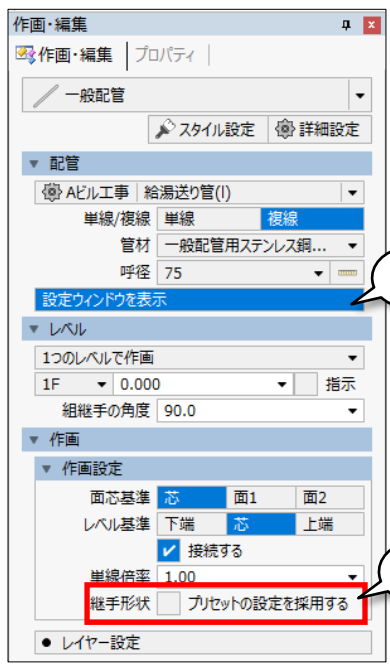 作画・編集
作画・編集 プロパティ
一般配管
スタイル設定 詳細設定
配管
Aビル工事 給湯送り管(I)
単線/複線 単線 複線
管材 一般配管用ステンレス鋼...
呼径 75
設定ウィンドウを表示
レベル
1つのレベルで作画
1F 0.000 指示
組継手の角度 90.0
作画
作画設定
面芯基準 芯 面1 面2
レベル基準 下端 芯 上端
接続する
単線倍率 1.00
継手形状 プリセットの設定を採用する
レイヤー設定